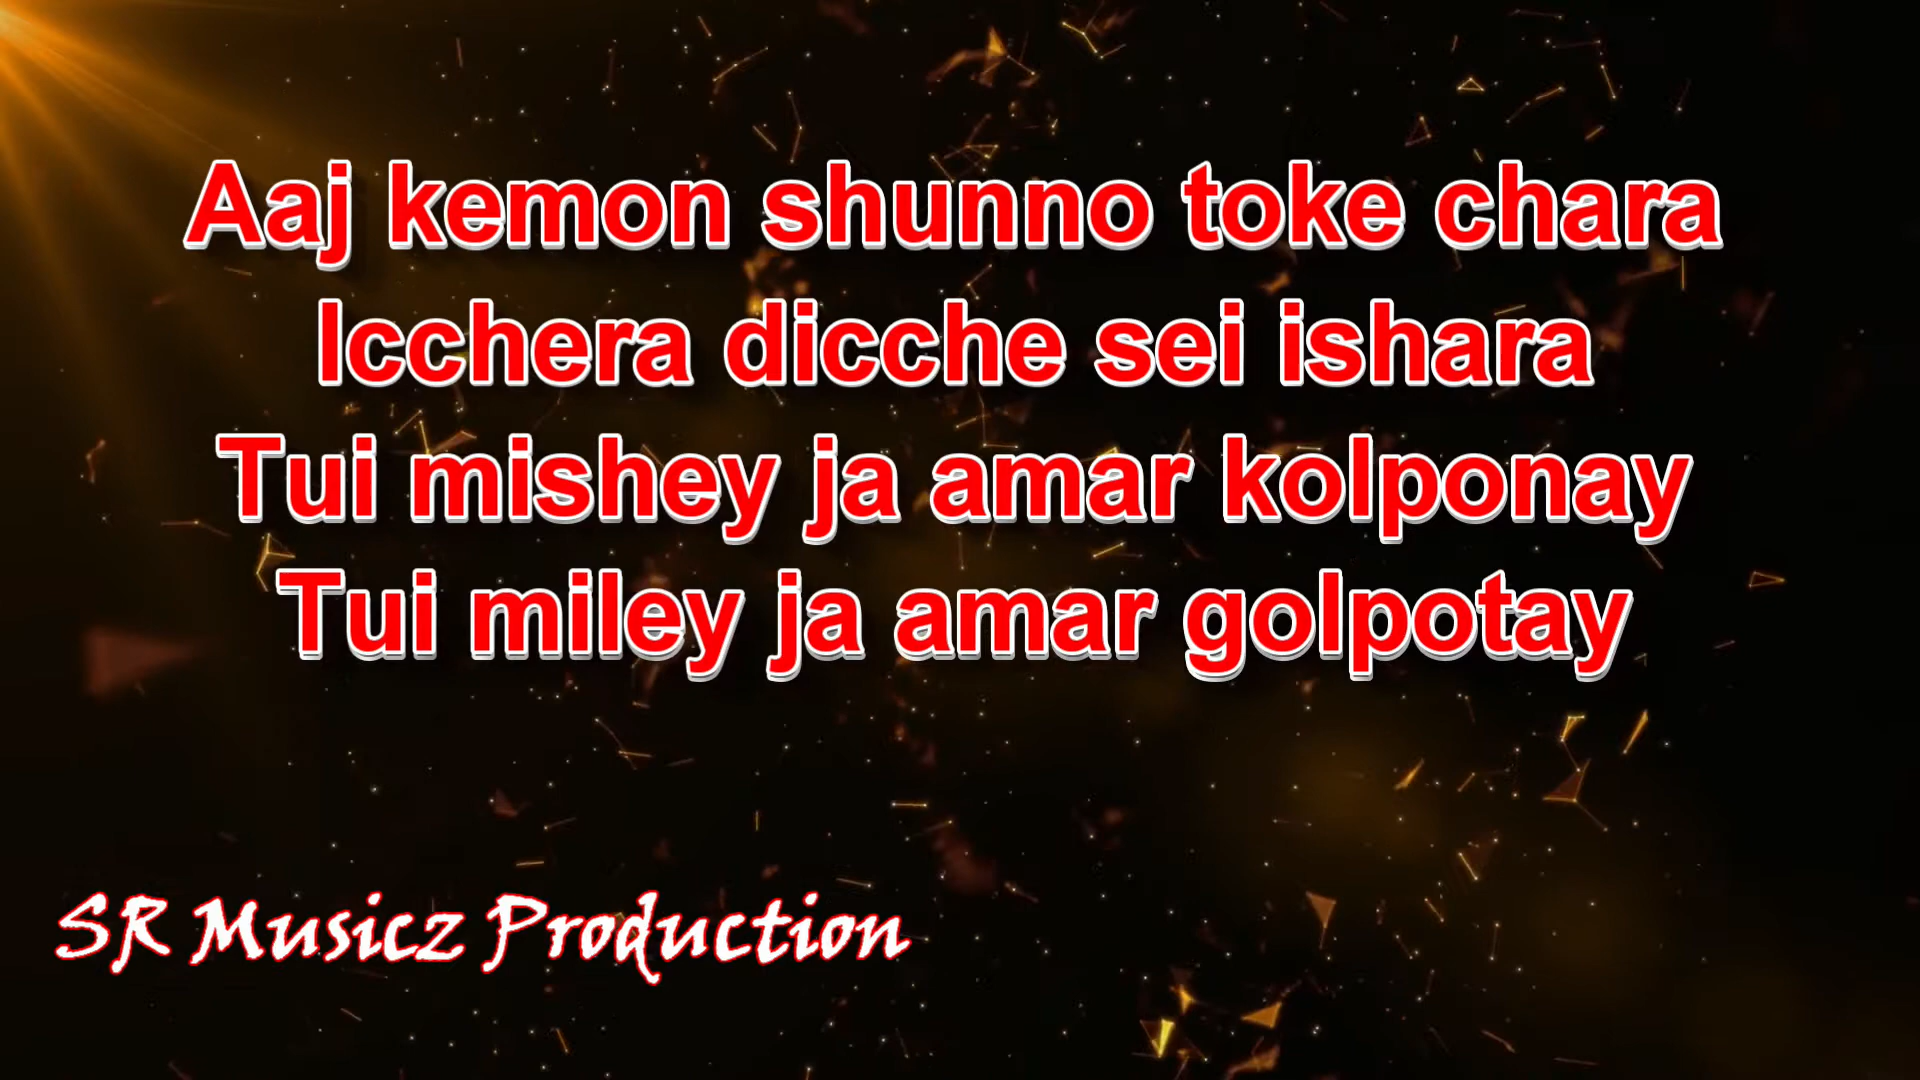 Aaj kemon shunno toke chara
Icchera dicche sei ishara
Tui mishey ja amar kolponay
Tui miley ja amar golpotay
SR Musicz Production